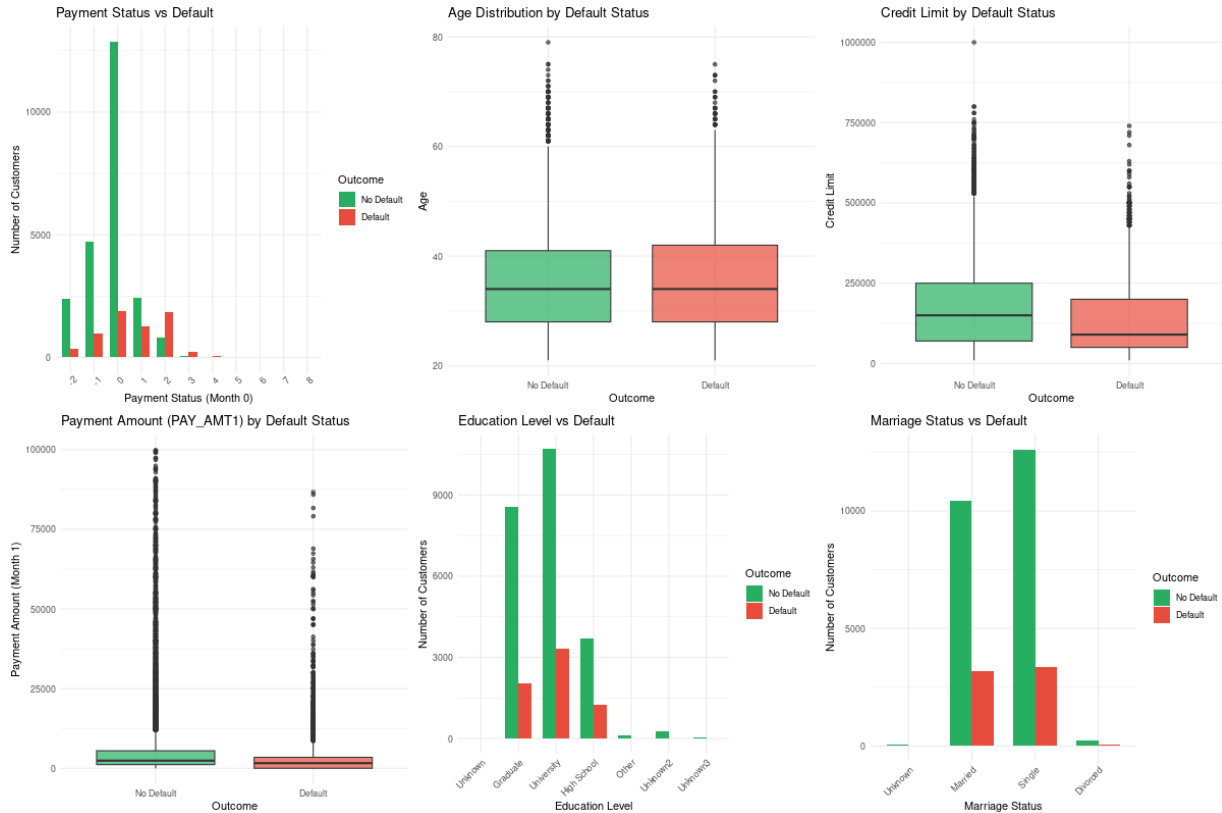 Payment Status vs Default
Number of Customers
10000
5000
0
-2 -1 0 1 2 3 4 5 6 7 8
Payment Status (Month 0)
Outcome
No Default
Default
Age Distribution by Default Status
Age
80
60
40
20
No Default Default
Outcome
Credit Limit by Default Status
Credit Limit
1000000
750000
500000
250000
0
No Default Default
Outcome
Payment Amount (PAY_AMT1) by Default Status
Payment Amount (Month 1)
100000
75000
50000
25000
0
No Default Default
Outcome
Education Level vs Default
Number of Customers
9000
6000
3000
0
Unknown Graduate University High School Other Unknown2 Unknown3
Education Level
Outcome
No Default
Default
Marriage Status vs Default
Number of Customers
10000
5000
0
Unknown Married Single Divorced
Marriage Status
Outcome
No Default
Default